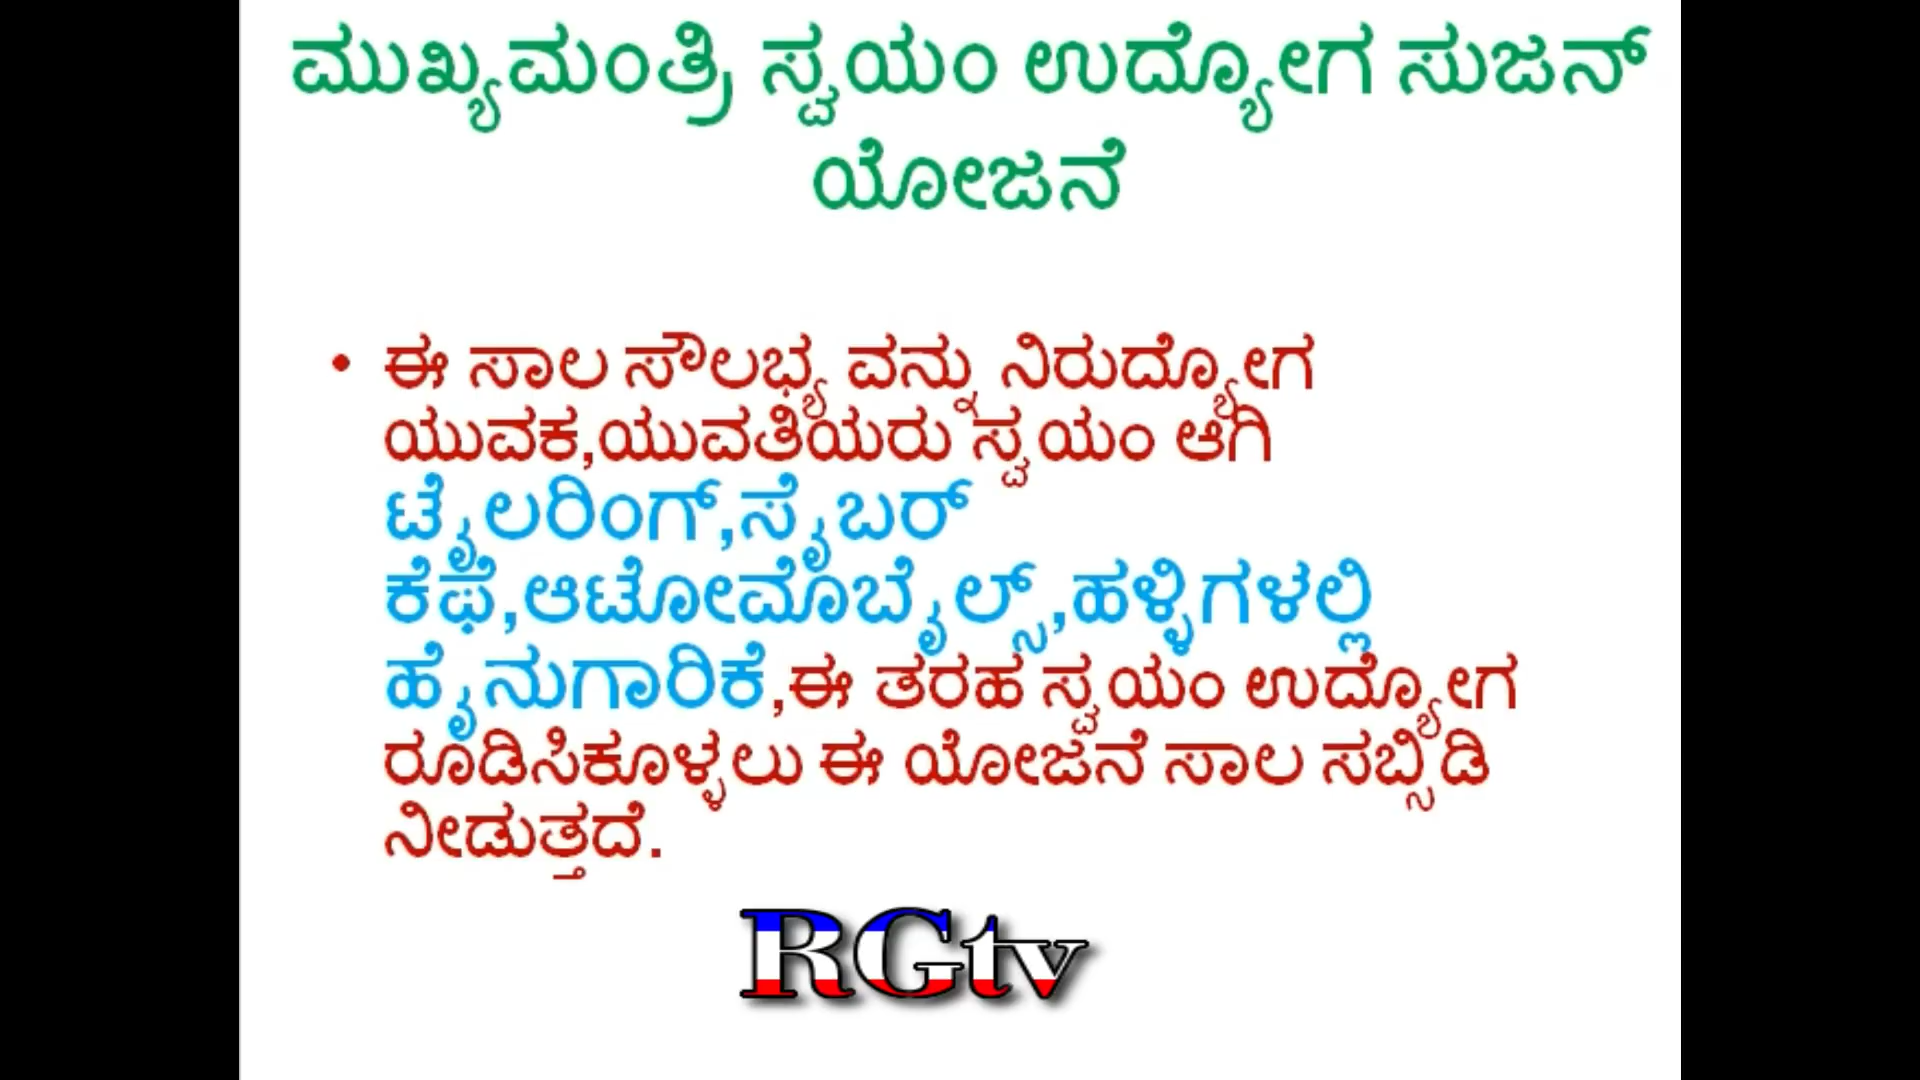 ಮುಖ್ಯಮಂತ್ರಿ ಸ್ವಯಂ ಉದ್ಯೋಗ ಸುಜನ್
ಯೋಜನೆ
• ಈ ಸಾಲ ಸೌಲಭ್ಯ ವನ್ನು ನಿರುದ್ಯೋಗ
ಯುವಕ,ಯುವತಿಯರು ಸ್ವಯಂ ಆಗಿ
ಟೈಲರಿಂಗ್,ಸೈಬರ್
ಕೆಫೆ,ಆಟೋಮೊಬೈಲ್ಸ್,ಹಳ್ಳಿಗಳಲ್ಲಿ
ಹೈನುಗಾರಿಕೆ,ಈ ತರಹ ಸ್ವಯಂ ಉದ್ಯೋಗ
ರೂಡಿಸಿಕೊಳ್ಳಲು ಈ ಯೋಜನೆ ಸಾಲ ಸಬ್ಸಿಡಿ
ನೀಡುತ್ತದೆ.
RGtv